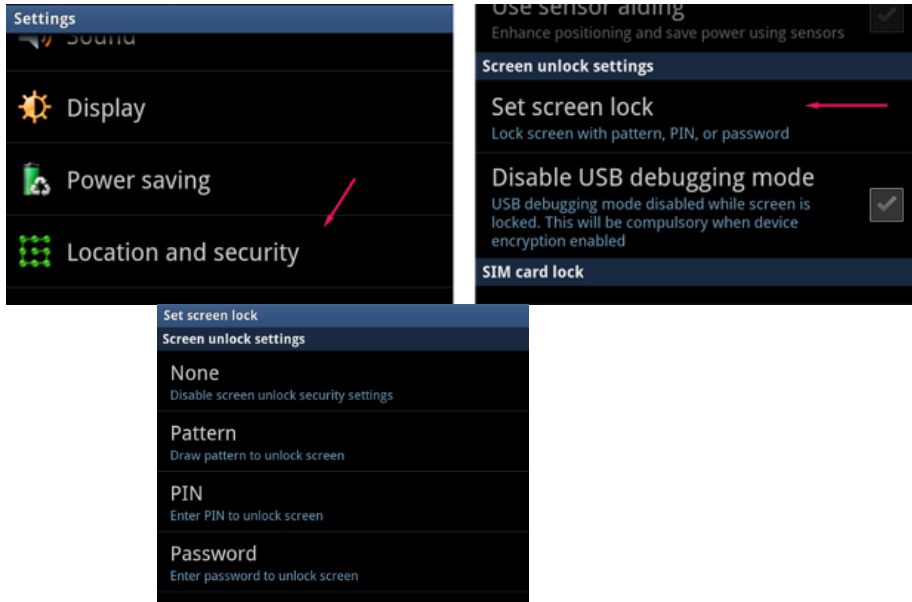 Settings
Sound
Display
Power saving
Location and security
Use sensor aiding
Enhance positioning and save power using sensors
Screen unlock settings
Set screen lock
Lock screen with pattern, PIN, or password
Disable USB debugging mode
USB debugging mode disabled while screen is
locked. This will be compulsory when device
encryption enabled
SIM card lock
Set screen lock
Screen unlock settings
None
Disable screen unlock security settings
Pattern
Draw pattern to unlock screen
PIN
Enter PIN to unlock screen
Password
Enter password to unlock screen